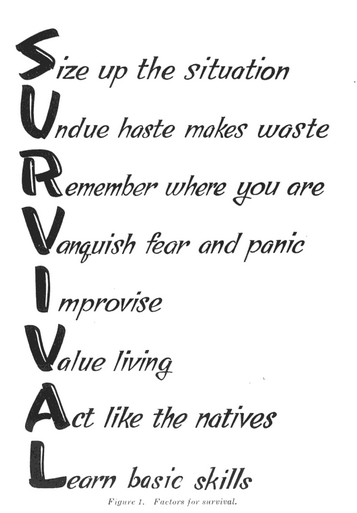 Size up the situation
Undue haste makes waste
Remember where you are
Vanquish fear and panic
Improvise
Value living
Act like the natives
Learn basic skills
Figure 1. Factors for survival.